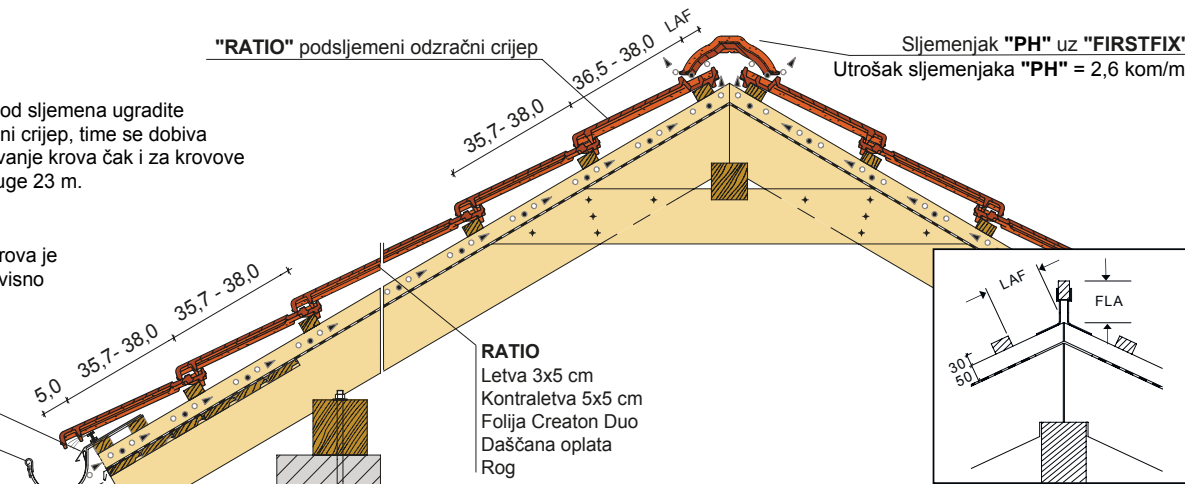 "RATIO" podsljemeni odzračni crijep
Sljemenjak "PH" uz "FIRSTFIX"
Utrošak sljemenjaka "PH" = 2,6 kom/m
od sljemena ugradite
ni crijep, time se dobiva
vanje krova čak i za krovove
uge 23 m.
rova je
visno
5,0
35,7- 38,0
35,7 - 38,0
35,7- 38,0
36,5 - 38,0
LAF
RATIO
Letva 3x5 cm
Kontraletva 5x5 cm
Folija Creaton Duo
Daščana oplata
Rog
LAF
FLA
30
50